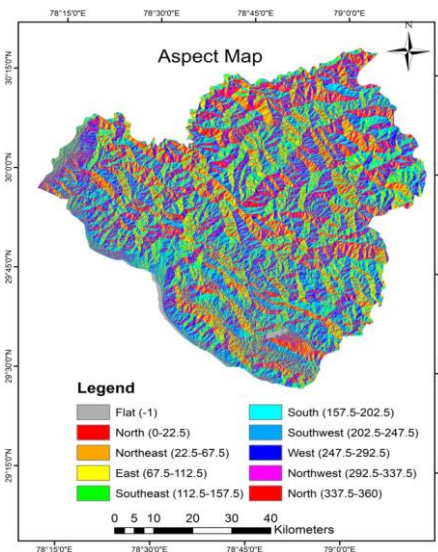 78°15'0"E 78°30'0"E 78°45'0"E 79°0'0"E
N
Aspect Map
30°15'0"N
30°0'0"N
29°45'0"N
29°30'0"N
29°15'0"N
Legend
Flat (-1)
North (0-22.5)
Northeast (22.5-67.5)
East (67.5-112.5)
Southeast (112.5-157.5)
South (157.5-202.5)
Southwest (202.5-247.5)
West (247.5-292.5)
Northwest (292.5-337.5)
North (337.5-360)
0 5 10 20 30 40
Kilometers
78°15'0"E 78°30'0"E 78°45'0"E 79°0'0"E